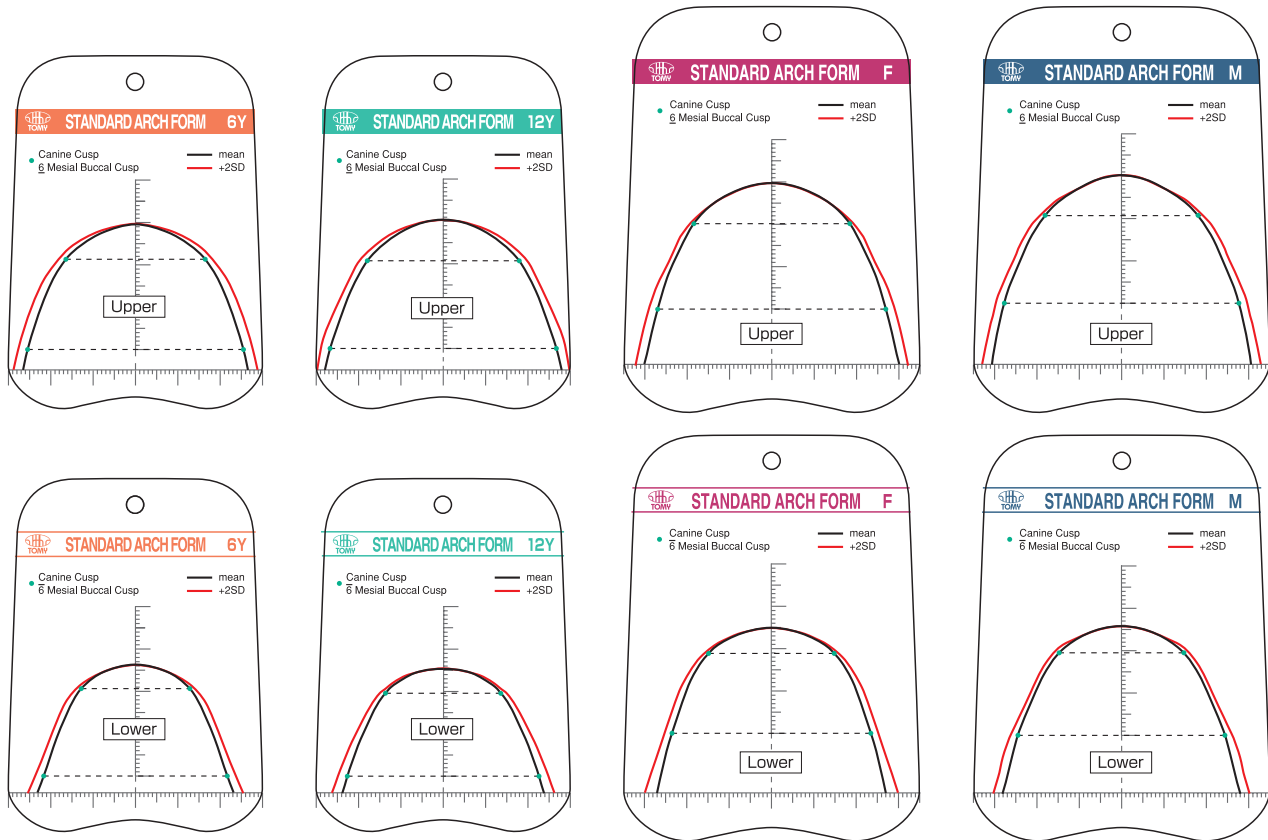 TOMY STANDARD ARCH FORM 6Y
Canine Cusp mean
6 Mesial Buccal Cusp +2SD
Upper
TOMY STANDARD ARCH FORM 12Y
Canine Cusp mean
6 Mesial Buccal Cusp +2SD
Upper
TOMY STANDARD ARCH FORM F
Canine Cusp mean
6 Mesial Buccal Cusp +2SD
Upper
TOMY STANDARD ARCH FORM M
Canine Cusp mean
6 Mesial Buccal Cusp +2SD
Upper
TOMY STANDARD ARCH FORM 6Y
Canine Cusp mean
6 Mesial Buccal Cusp +2SD
Lower
TOMY STANDARD ARCH FORM 12Y
Canine Cusp mean
6 Mesial Buccal Cusp +2SD
Lower
TOMY STANDARD ARCH FORM F
Canine Cusp mean
6 Mesial Buccal Cusp +2SD
Lower
TOMY STANDARD ARCH FORM M
Canine Cusp mean
6 Mesial Buccal Cusp +2SD
Lower